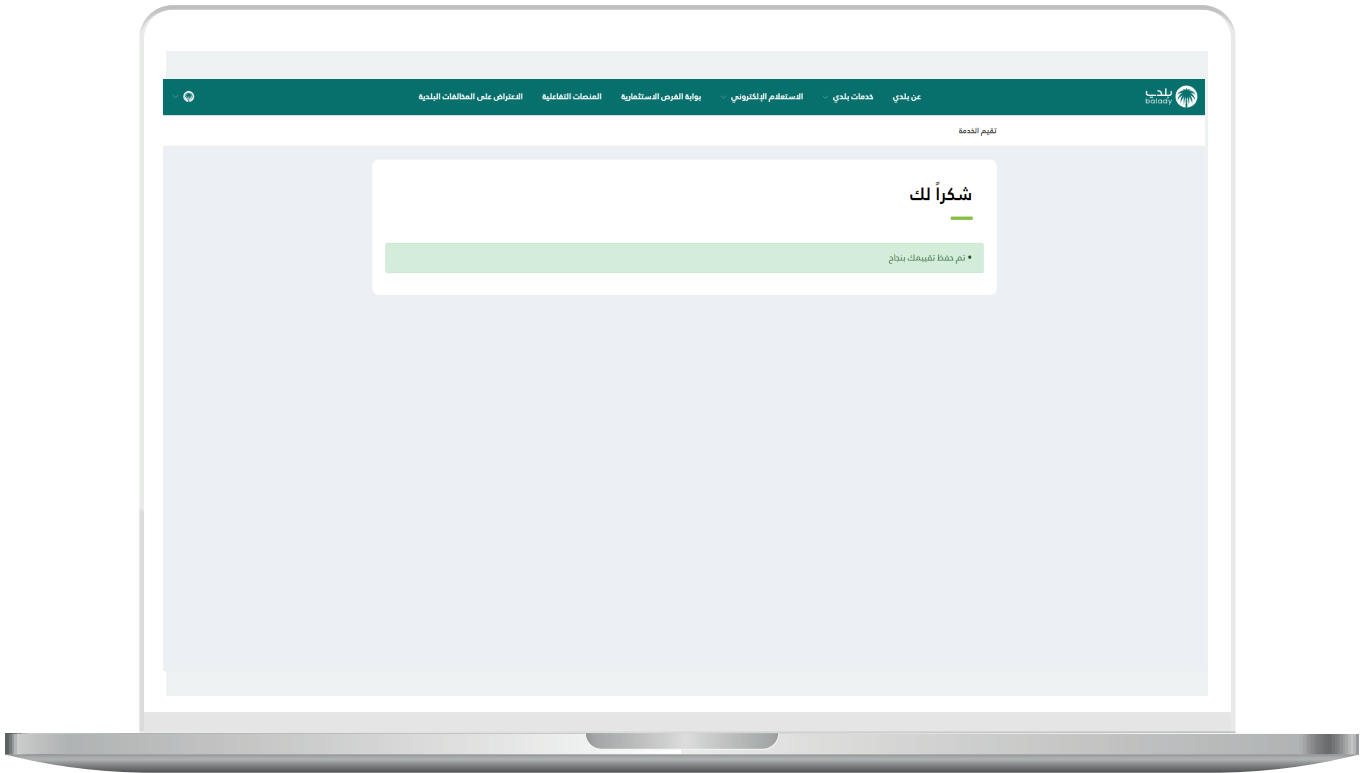 بلدي
balady
عن بلدي
خدمات بلدي
الاستعلام الإلكتروني
بوابة الفرص الاستثمارية
المنصات التفاعلية
الاعتراض على المخالفات البلدية
تقيم الخدمة
شكراً لك
• تم حفظ تقييمك بنجاح